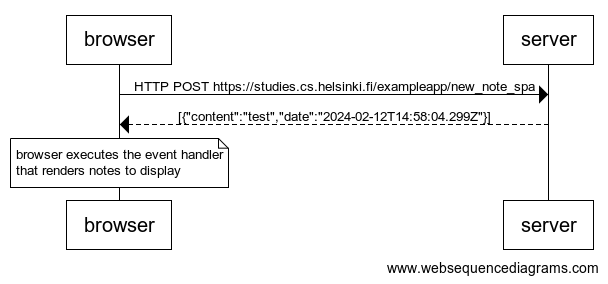 browser
server
HTTP POST https://studies.cs.helsinki.fi/exampleapp/new_note_spa
[{"content":"test","date":"2024-02-12T14:58:04.299Z"}]
browser executes the event handler
that renders notes to display
browser
server
www.websequencediagrams.com